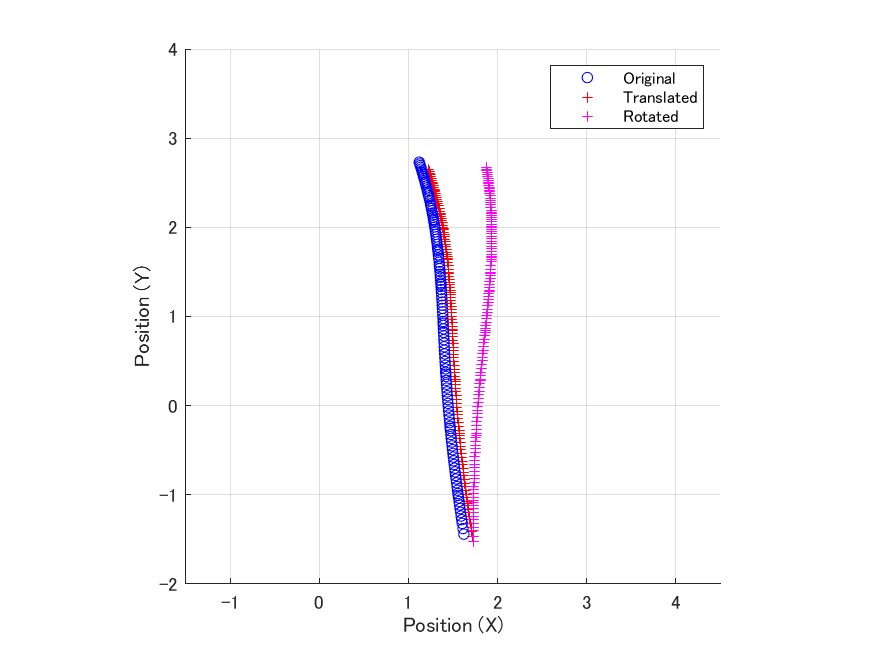 4
3
2
1
0
−1
−2
−1
0
1
2
3
4
Position (Y)
Position (X)
Original
Translated
Rotated